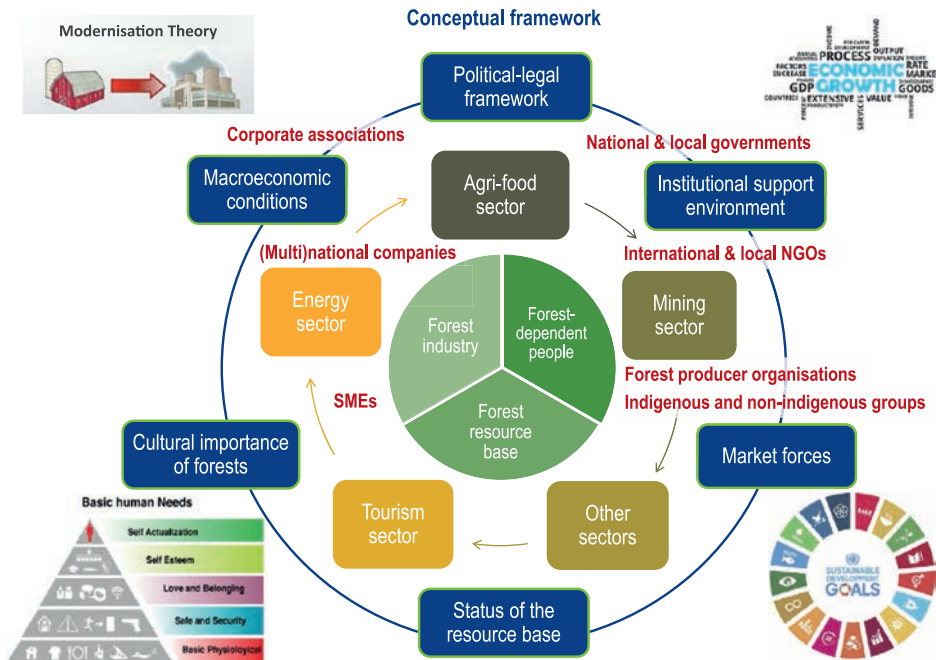 Conceptual framework
Modernisation Theory
PROCESS
OUTPUT
DEMAND
INCOME
FACTORS
INCREASE
ECONOMIC
RATE
MARKET
GDP
GROWTH
GOODS
COUNTRIES
EXTENSIVE
VALUE
SERVICES
Political-legal
framework
Corporate associations
National & local governments
Macroeconomic
conditions
Agri-food
sector
Institutional support
environment
(Multi)national companies
International & local NGOs
Energy
sector
Forest
industry
Forest-
dependent
people
Mining
sector
SMEs
Forest producer organisations
Indigenous and non-indigenous groups
Forest
resource
base
Cultural importance
of forests
Market forces
Tourism
sector
Other
sectors
Basic human Needs
Self Actualization
Self Esteem
Love and Belonging
Safe and Security
Basic Physioloyical
SUSTAINABLE
DEVELOPMENT
GOALS
Status of the
resource base